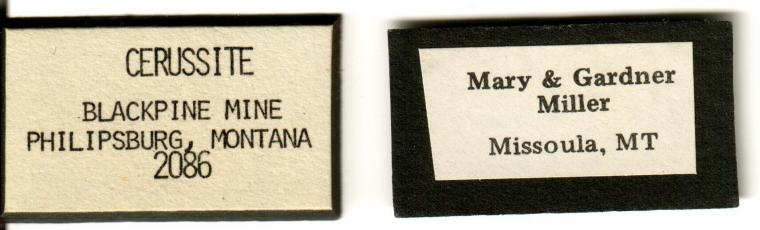 CERUSSITE
BLACKPINE MINE
PHILIPSBURG, MONTANA
2086
Mary & Gardner
Miller
Missoula, MT